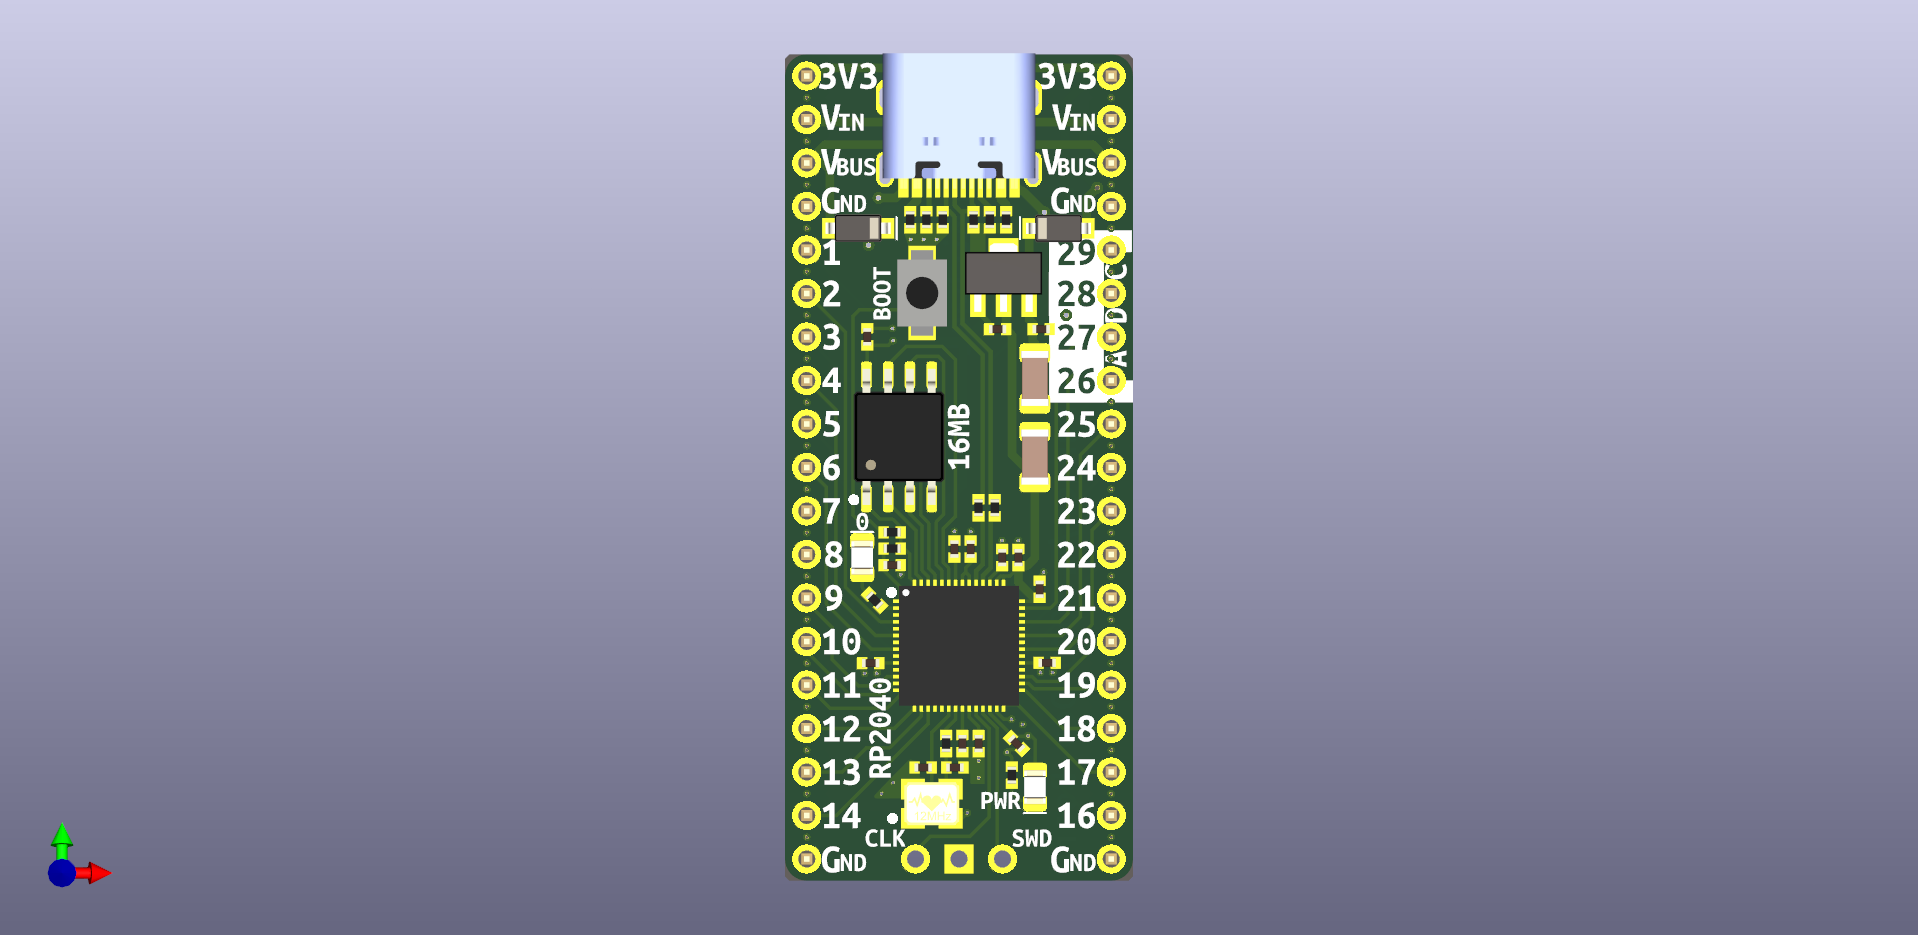 3V3 3V3
VIN VIN
VBUS VBUS
GND GND
1 29
2 BOOT 28
3 27
4 26
ADC
5 16MB 25
6 24
7 23
0
8 22
9 21
10 20
11 19
12 RP2040 18
13 17
14 PWR 16
CLK SWD
GND GND